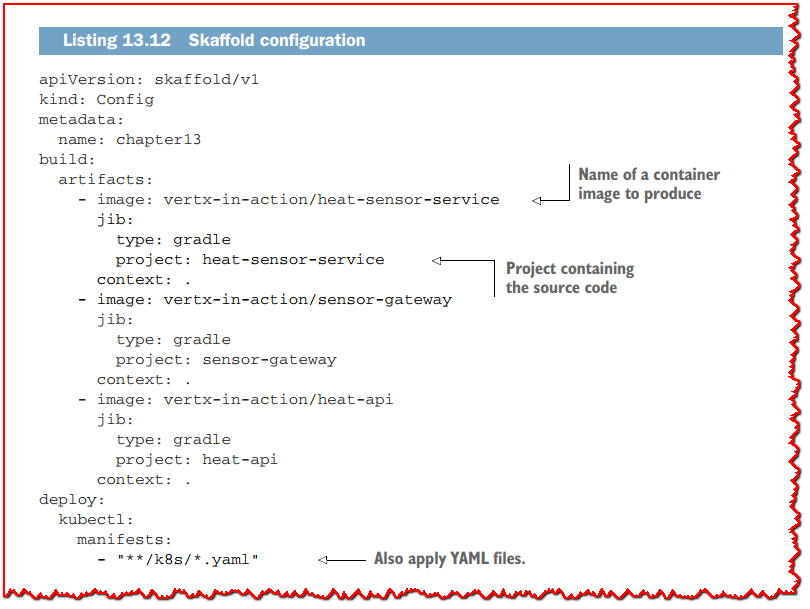 Listing 13.12 Skaffold configuration
apiVersion: skaffold/v1
kind: Config
metadata:
  name: chapter13
build:
  artifacts:
    - image: vertx-in-action/heat-sensor-service
      jib:
        type: gradle
        project: heat-sensor-service
      context: .
    - image: vertx-in-action/sensor-gateway
      jib:
        type: gradle
        project: sensor-gateway
      context: .
    - image: vertx-in-action/heat-api
      jib:
        type: gradle
        project: heat-api
      context: .
deploy:
  kubectl:
    manifests:
      - "**/k8s/*.yaml"
Name of a container
image to produce
Project containing
the source code
Also apply YAML files.